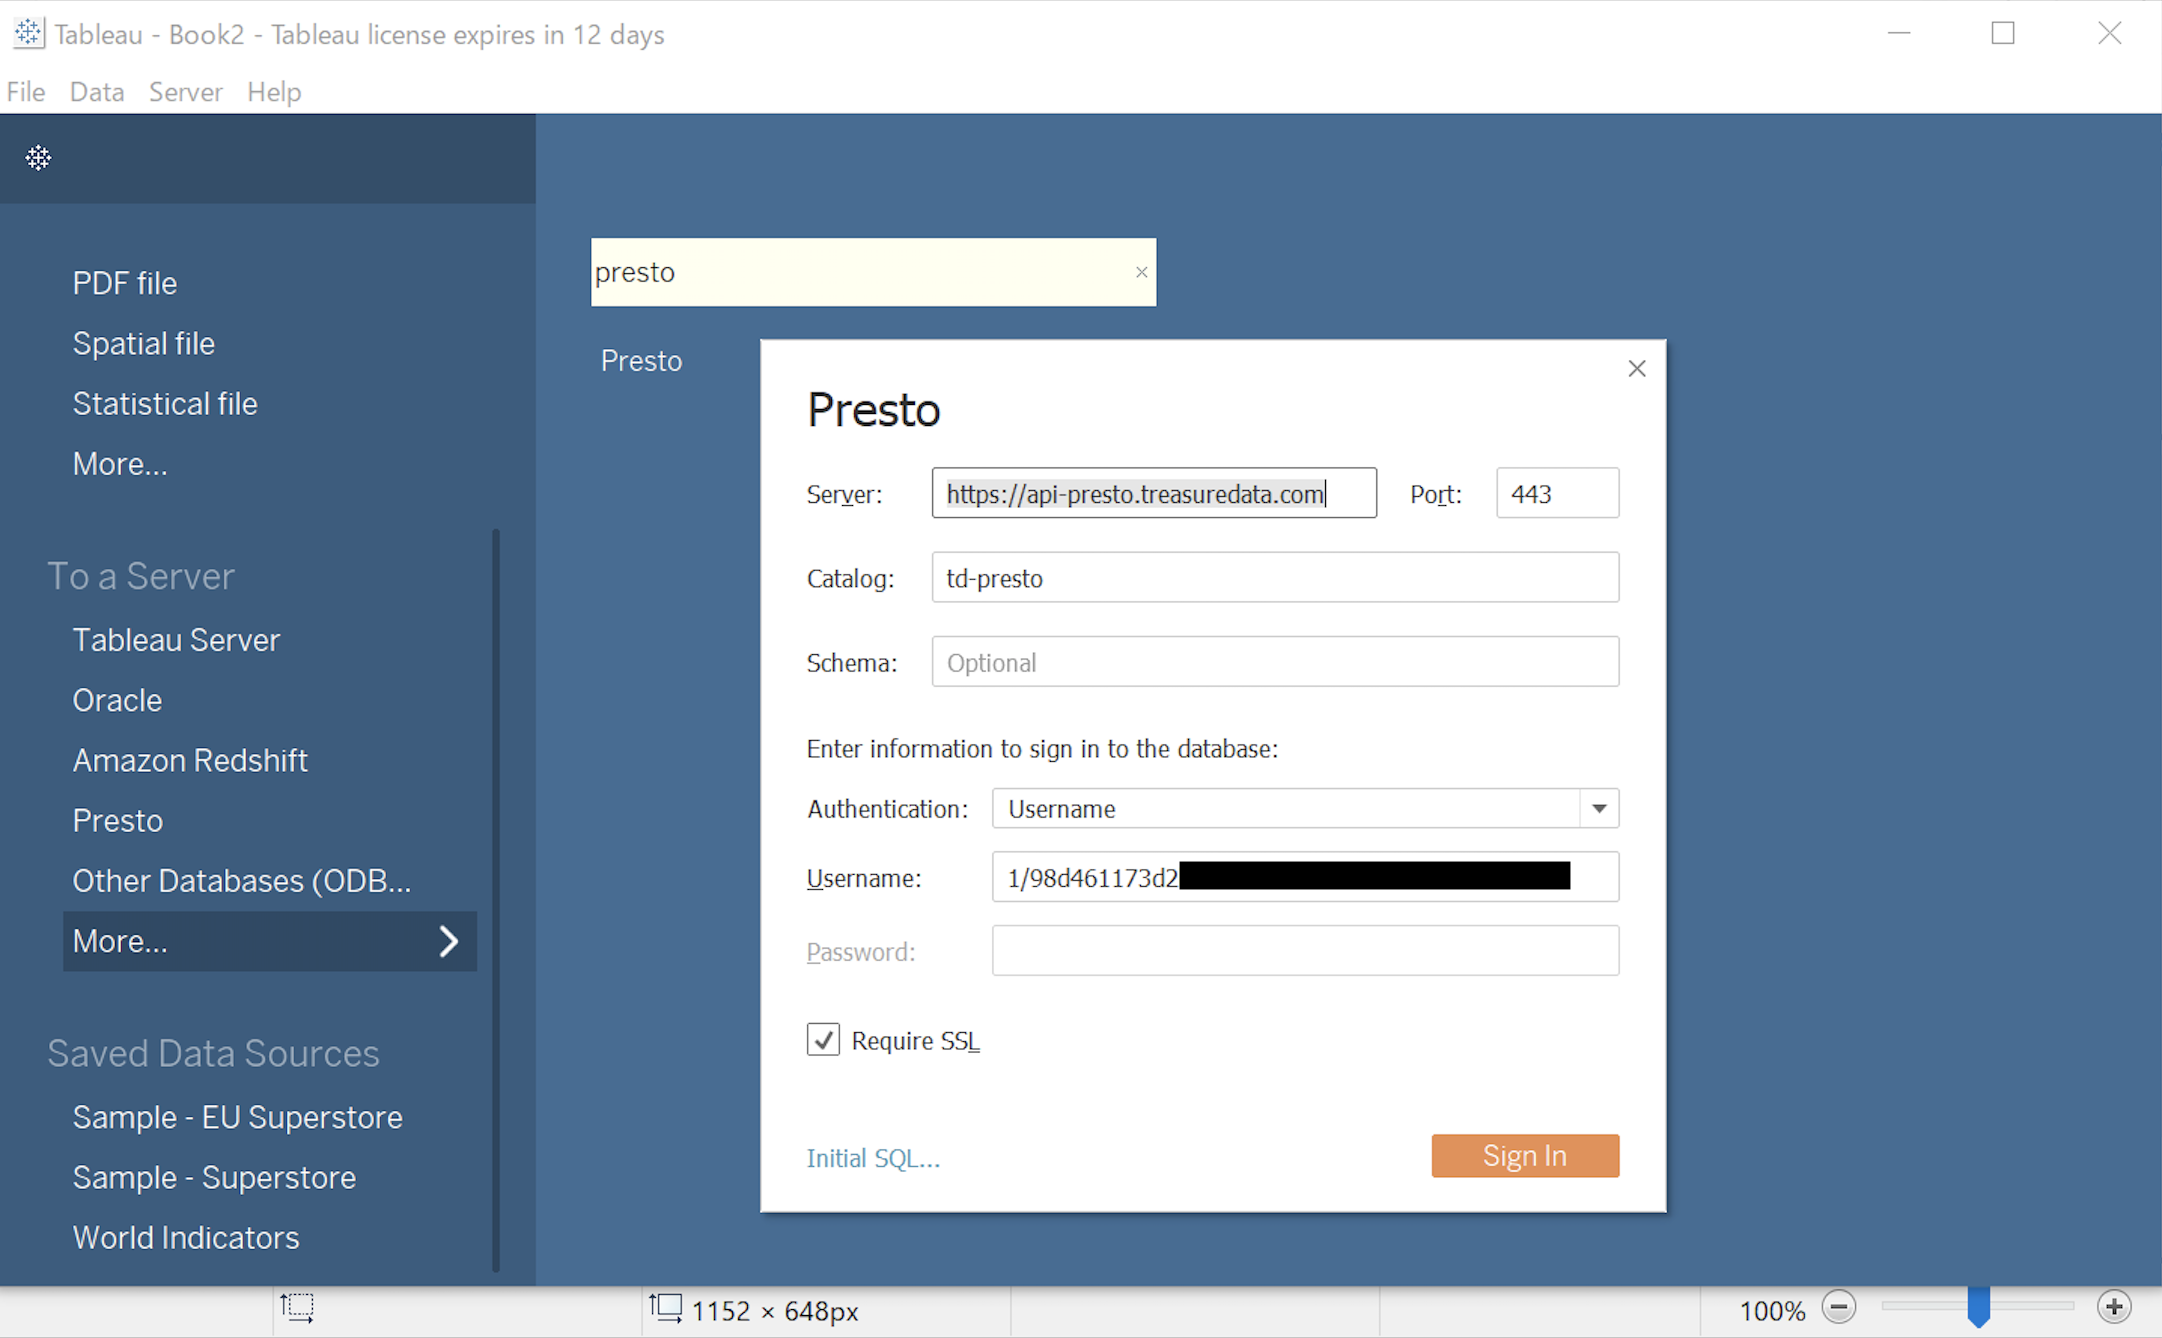 Tableau - Book2 - Tableau license expires in 12 days
File Data Server Help
PDF file
Spatial file
Statistical file
More...
To a Server
Tableau Server
Oracle
Amazon Redshift
Presto
Other Databases (ODB...
More...
Saved Data Sources
Sample - EU Superstore
Sample - Superstore
World Indicators
presto
Presto
Presto
Server: https://api-presto.treasuredata.com Port: 443
Catalog: td-presto
Schema: Optional
Enter information to sign in to the database:
Authentication: Username
Username: 1/98d461173d2
Password:
Require SSL
Initial SQL... Sign In
1152 × 648px 100%